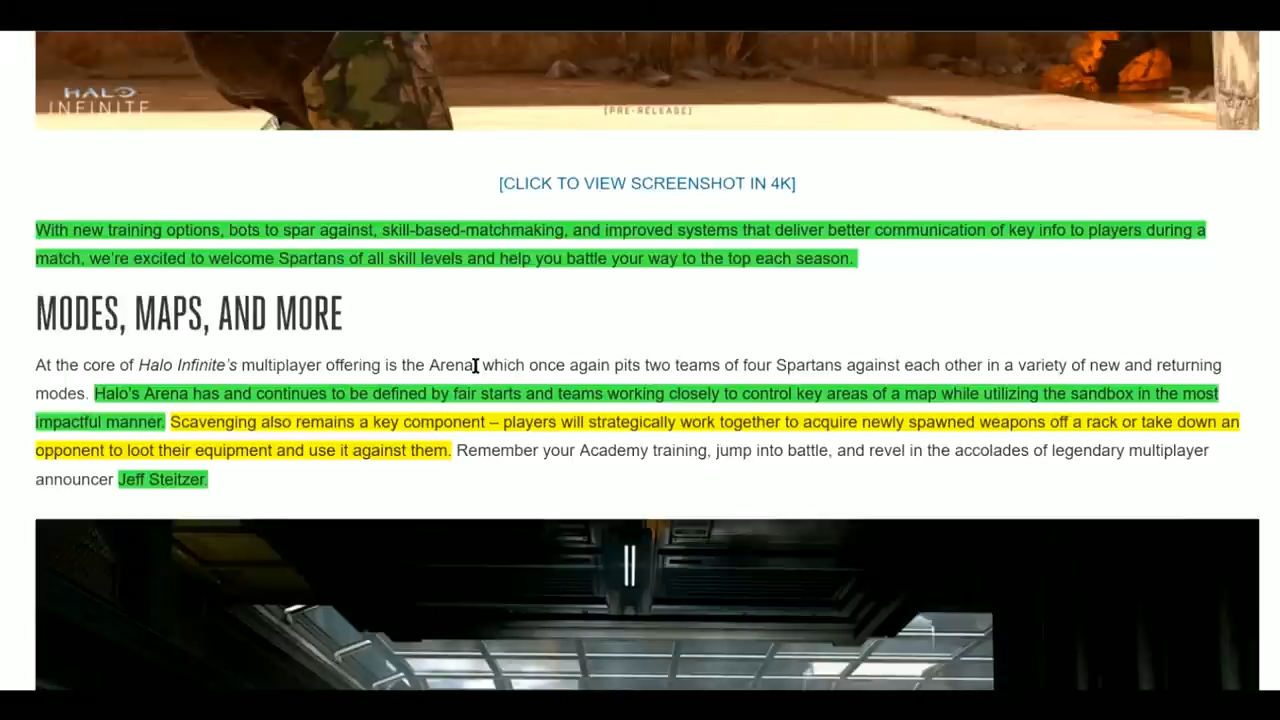 HALO
INFINITE
[PRE-RELEASE]
34
[CLICK TO VIEW SCREENSHOT IN 4K]
With new training options, bots to spar against, skill-based-matchmaking, and improved systems that deliver better communication of key info to players during a
match, we're excited to welcome Spartans of all skill levels and help you battle your way to the top each season.
MODES, MAPS, AND MORE
At the core of Halo Infinite's multiplayer offering is the Arena, which once again pits two teams of four Spartans against each other in a variety of new and returning
modes. Halo's Arena has and continues to be defined by fair starts and teams working closely to control key areas of a map while utilizing the sandbox in the most
impactful manner. Scavenging also remains a key component – players will strategically work together to acquire newly spawned weapons off a rack or take down an
opponent to loot their equipment and use it against them. Remember your Academy training, jump into battle, and revel in the accolades of legendary multiplayer
announcer Jeff Steitzer.